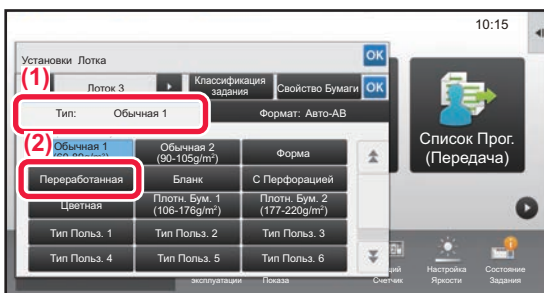 10:15
Установки Лотка
OK
(1)
Лоток 3
Классификация
задания
Свойство Бумаги
OK
Тип: Обычная 1
Формат: Авто-АВ
(2)
Обычная 1
Обычная 2
(90-105g/m²)
Форма
Переработанная
Бланк
С Перфорацией
Цветная
Плотн. Бум. 1
(106-176g/m²)
Плотн. Бум. 2
(177-220g/m²)
Тип Польз. 1
Тип Польз. 2
Тип Польз. 3
Тип Польз. 4
Тип Польз. 5
Тип Польз. 6
Список Прог.
(Передача)
эксплуатации
Показа
Счетчик
Настройка
Яркости
Состояние
Задания